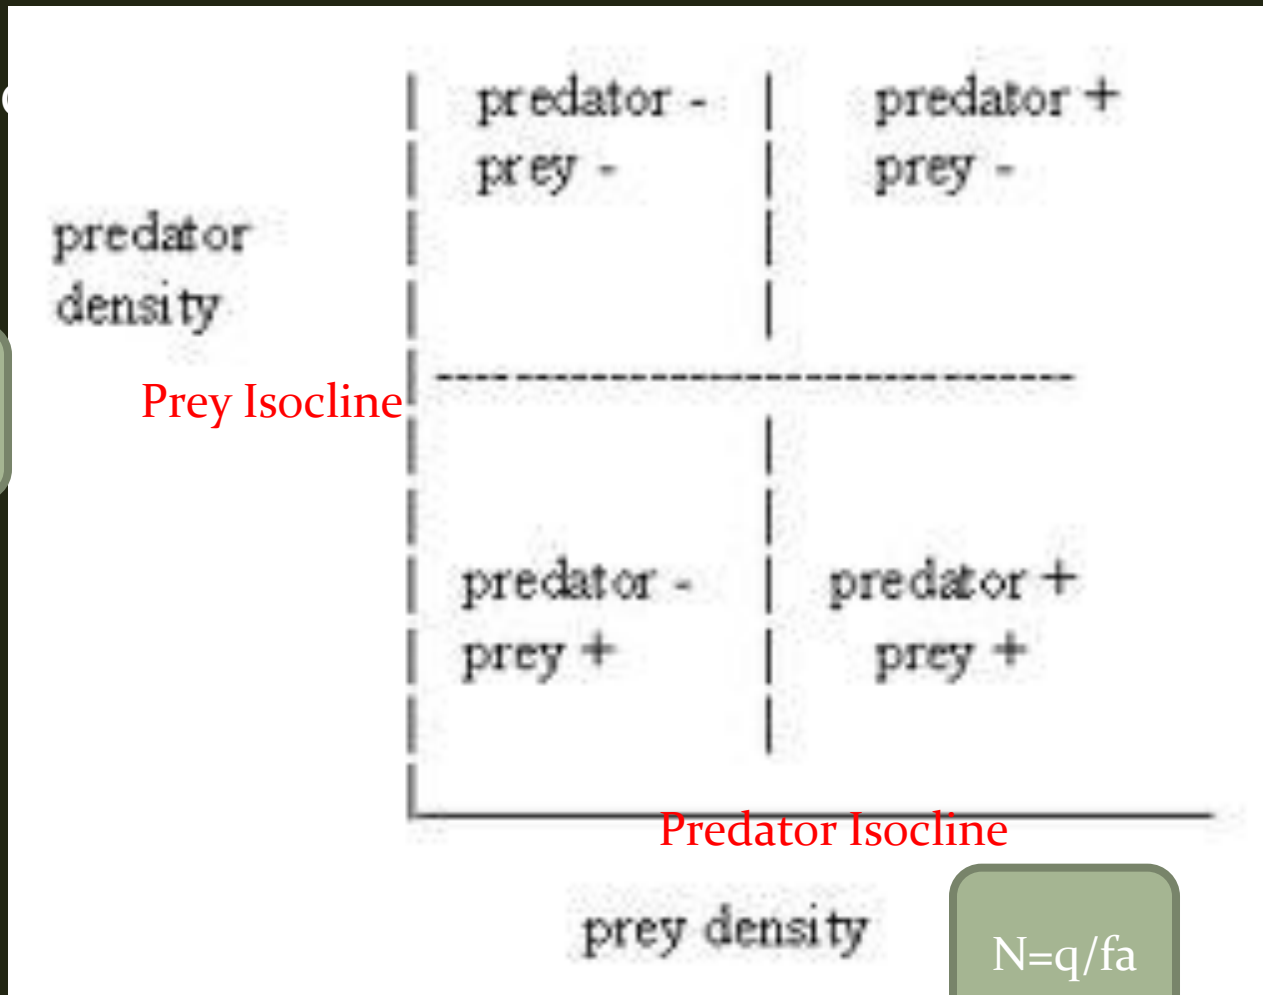 predator -
prey -
predator +
prey -
predator
density
Prey Isocline
predator -
prey +
predator +
prey +
Predator Isocline
prey density
N=q/fa